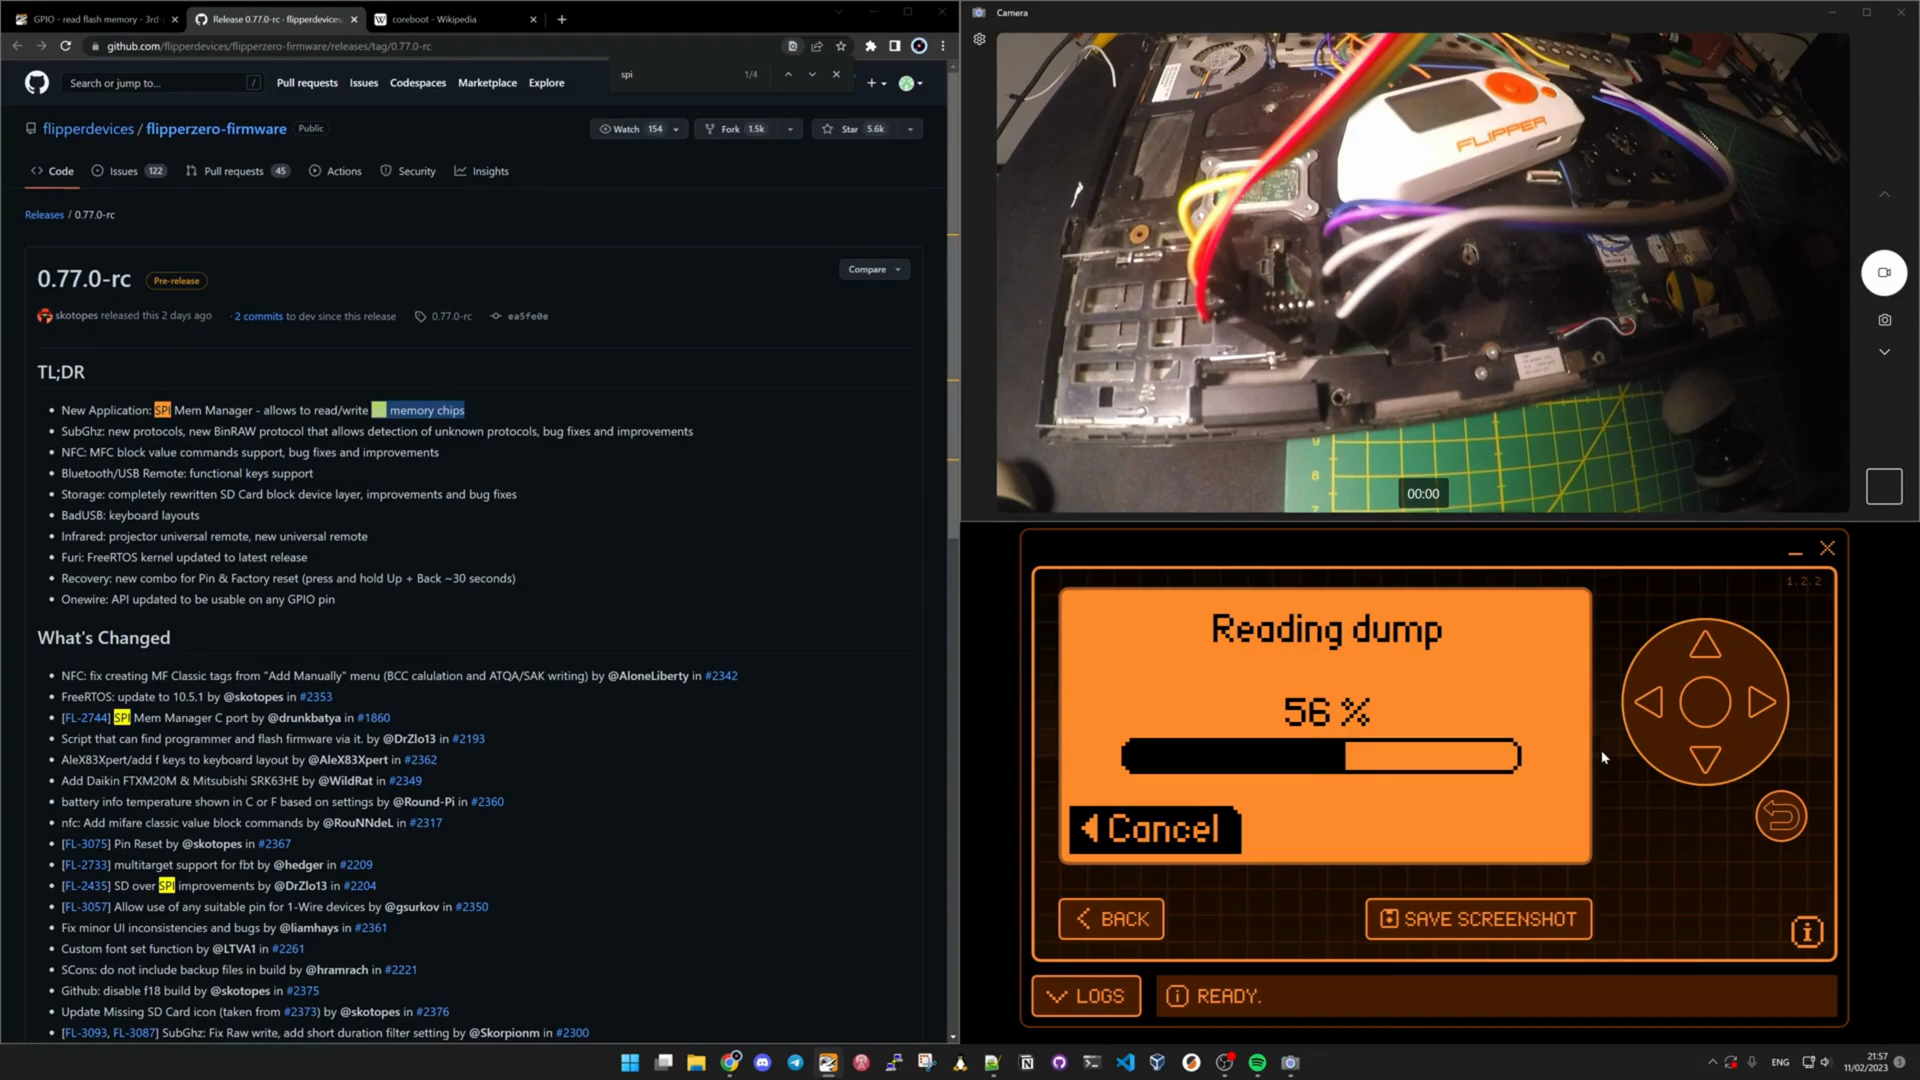 GPIO - read flash memory - 3rd
Release 0.77.0-rc · flipperdevices
coreboot - Wikipedia
github.com/flipperdevices/flipperzero-firmware/releases/tag/0.77.0-rc
spi
1/4
Search or jump to...
/
Pull requests
Issues
Codespaces
Marketplace
Explore
flipperdevices / flipperzero-firmware
Public
Watch 154
Fork 1.5k
Star 5.6k
Code
Issues 122
Pull requests 45
Actions
Security
Insights
Releases / 0.77.0-rc
0.77.0-rc
Pre-release
Compare
skotopes released this 2 days ago
· 2 commits to dev since this release
0.77.0-rc
ea5fe0e
TL;DR
New Application: SPI Mem Manager - allows to read/write memory chips
SubGhz: new protocols, new BinRAW protocol that allows detection of unknown protocols, bug fixes and improvements
NFC: MFC block value commands support, bug fixes and improvements
Bluetooth/USB Remote: functional keys support
Storage: completely rewritten SD Card block device layer, improvements and bug fixes
BadUSB: keyboard layouts
Infrared: projector universal remote, new universal remote
Furi: FreeRTOS kernel updated to latest release
Recovery: new combo for Pin & Factory reset (press and hold Up + Back ~30 seconds)
Onewire: API updated to be usable on any GPIO pin
What's Changed
NFC: fix creating MF Classic tags from "Add Manually" menu (BCC calulation and ATQA/SAK writing) by @AloneLiberty in #2342
FreeRTOS: update to 10.5.1 by @skotopes in #2353
[FL-2744] SPI Mem Manager C port by @drunkbatya in #1860
Script that can find programmer and flash firmware via it. by @DrZlo13 in #2193
AleX83Xpert/add f keys to keyboard layout by @AleX83Xpert in #2362
Add Daikin FTXM20M & Mitsubishi SRK63HE by @WildRat in #2349
battery info temperature shown in C or F based on settings by @Round-Pi in #2360
nfc: Add mifare classic value block commands by @RouNNdeL in #2317
[FL-3075] Pin Reset by @skotopes in #2367
[FL-2733] multitarget support for fbt by @hedger in #2209
[FL-2435] SD over SPI improvements by @DrZlo13 in #2204
[FL-3057] Allow use of any suitable pin for 1-Wire devices by @gsurkov in #2350
Fix minor UI inconsistencies and bugs by @liamhays in #2361
Custom font set function by @LTVA1 in #2261
SCons: do not include backup files in build by @hramrach in #2221
Github: disable f18 build by @skotopes in #2375
Update Missing SD Card icon (taken from #2373) by @skotopes in #2376
[FL-3093, FL-3087] SubGhz: Fix Raw write, add short duration filter setting by @Skorpionm in #2300
Camera
FLIPPER
9
8
7
00:00
1.2.2
Reading dump
56 %
Cancel
BACK
SAVE SCREENSHOT
LOGS
READY.
ENG
21:57
11/02/2023
3